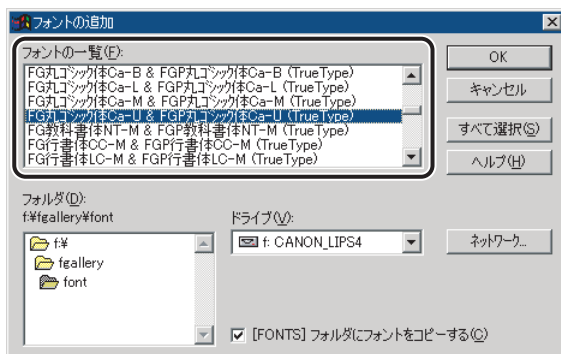 フォントの追加
フォントの一覧(F):
FG丸ゴシック体Ca-B & FGP丸ゴシック体Ca-B (TrueType)
FG丸ゴシック体Ca-L & FGP丸ゴシック体Ca-L (TrueType)
FG丸ゴシック体Ca-M & FGP丸ゴシック体Ca-M (TrueType)
FG丸ゴシック体Ca-U & FGP丸ゴシック体Ca-U (TrueType)
FG教科書体NT-M & FGP教科書体NT-M (TrueType)
FG行書体CC-M & FGP行書体CC-M (TrueType)
FG行書体LC-M & FGP行書体LC-M (TrueType)
OK
キャンセル
すべて選択(S)
ヘルプ(H)
フォルダ(D):
f:¥fgallery¥font
f:¥
fgallery
font
ドライブ(V):
f: CANON_LIPS4
ネットワーク...
[FONTS] フォルダにフォントをコピーする(C)